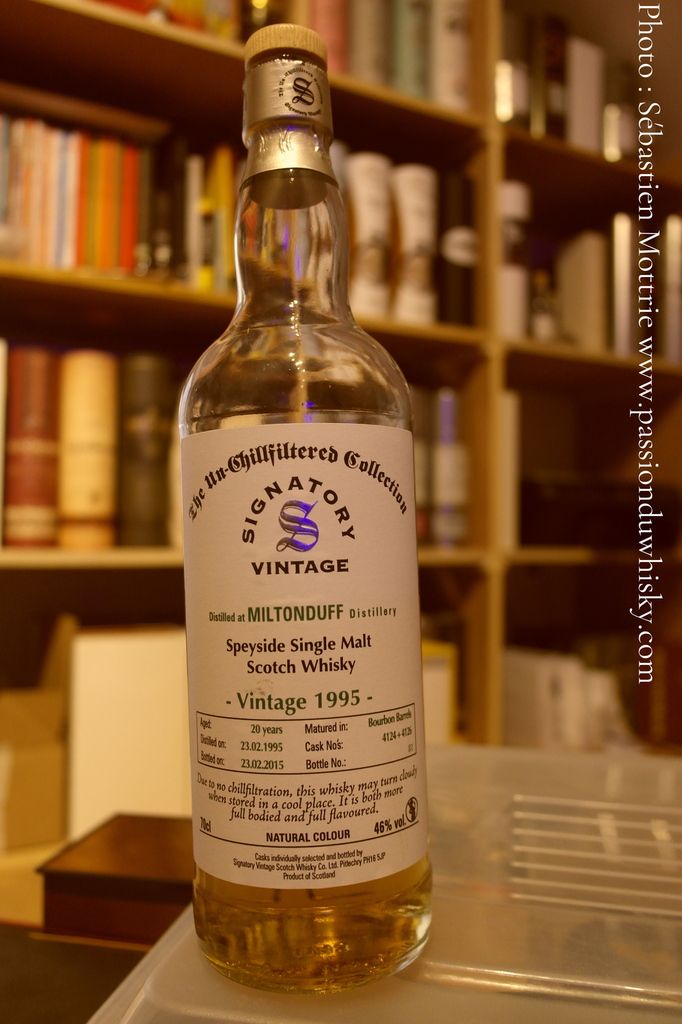 The Un-Chillfiltered Collection
SIGNATORY
S
VINTAGE
Distilled at MILTONDUFF Distillery
Speyside Single Malt
Scotch Whisky
- Vintage 1995 -
Aged: 20 years Matured in: Bourbon Barrels
Distilled on: 23.02.1995 Cask No's: 4124+4126
Bottled on: 23.02.2015 Bottle No.:
Due to no chillfiltration, this whisky may turn cloudy
when stored in a cool place. It is both more
full bodied and full flavoured.
70cl NATURAL COLOUR 46% vol.
Casks individually selected and bottled by
Signatory Vintage Scotch Whisky Co. Ltd. Pitlochry PH16 5JP
Product of Scotland
Photo : Sébastien Mottrie www.passionduwhisky.com